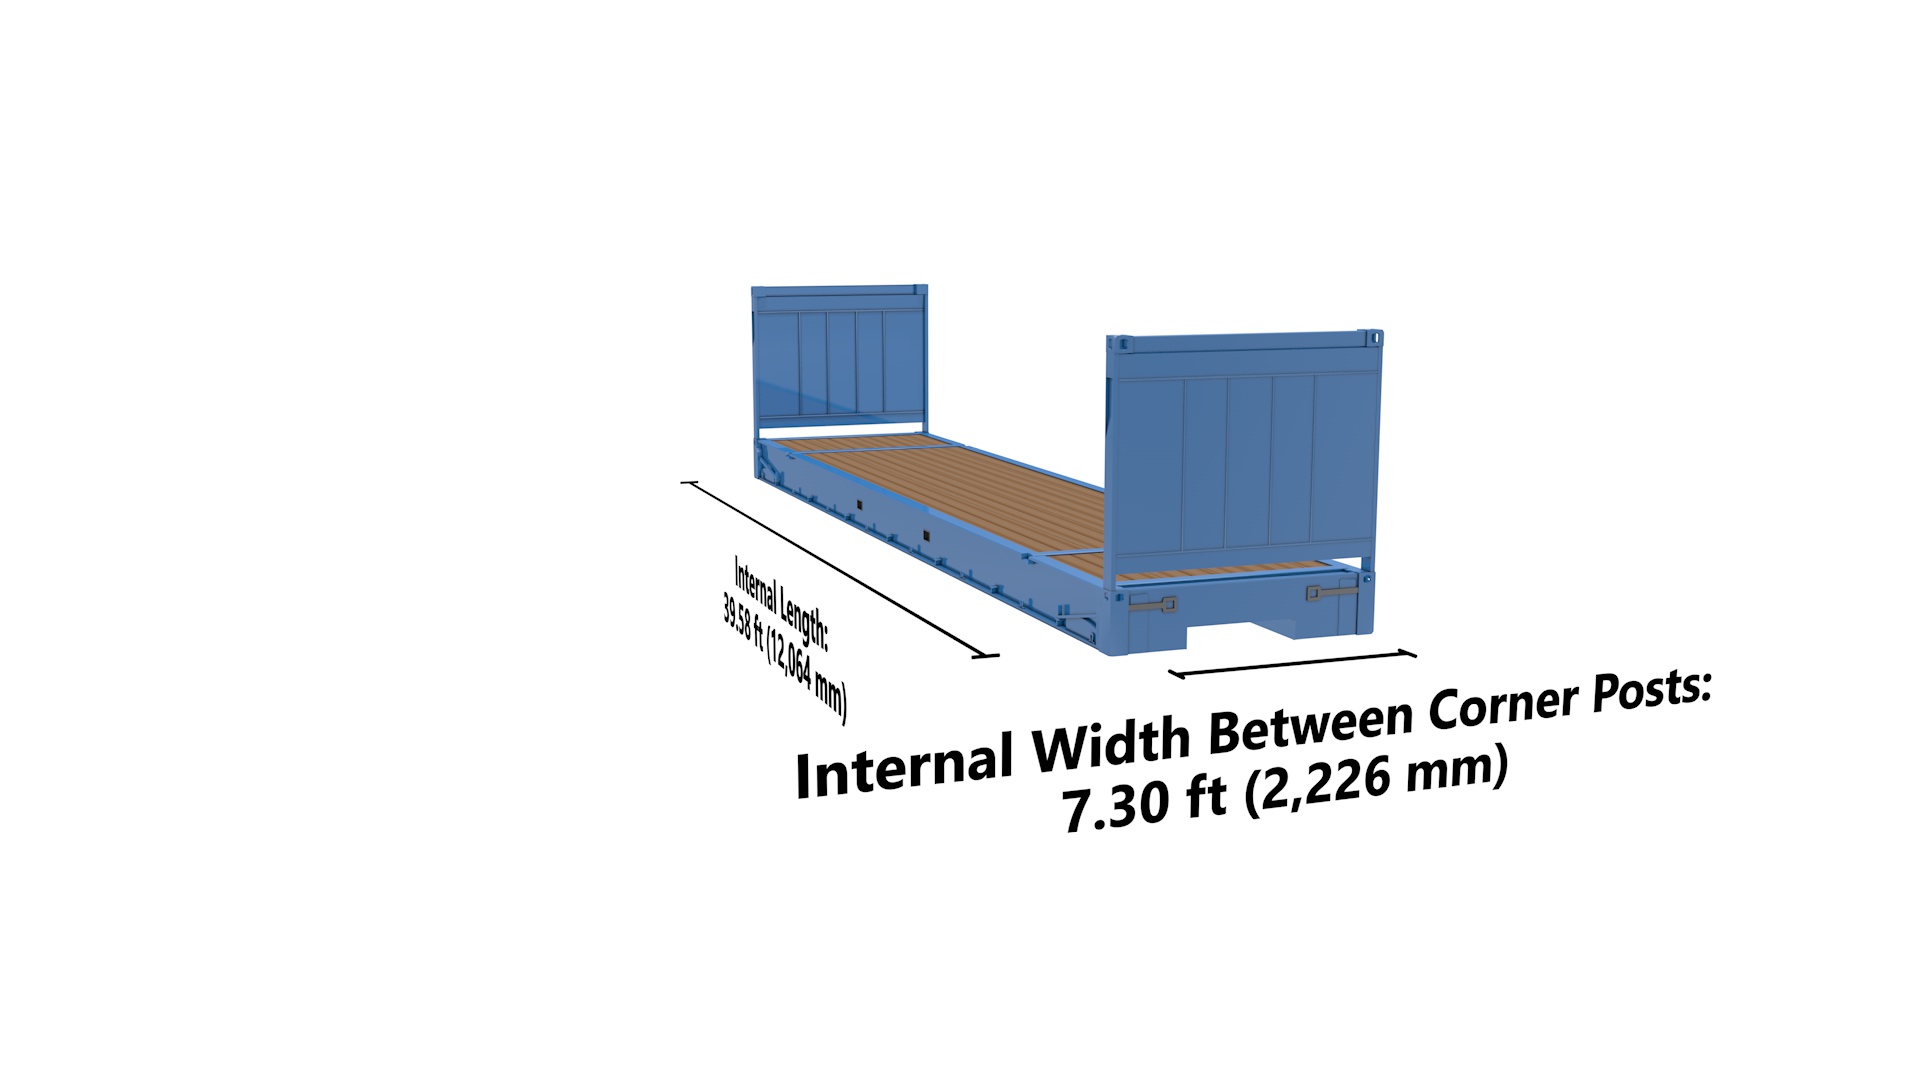 Internal Length:
39.58 ft (12,064 mm)
Internal Width Between Corner Posts:
7.30 ft (2,226 mm)